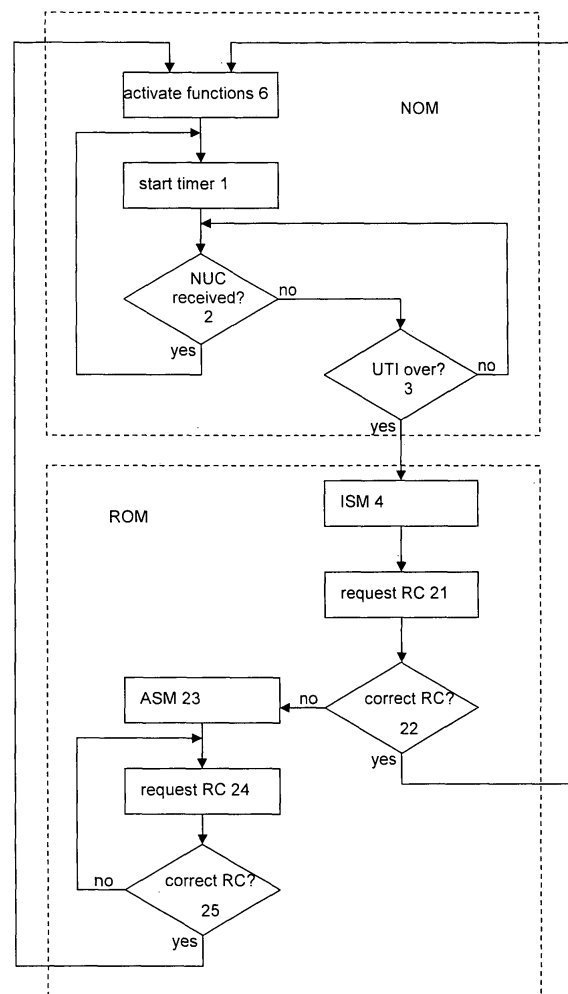 activate functions 6
NOM
start timer 1
NUC
received?
2
no
yes
UTI over?
3
no
yes
ISM 4
ROM
request RC 21
correct RC?
22
no
yes
ASM 23
request RC 24
correct RC?
25
no
yes